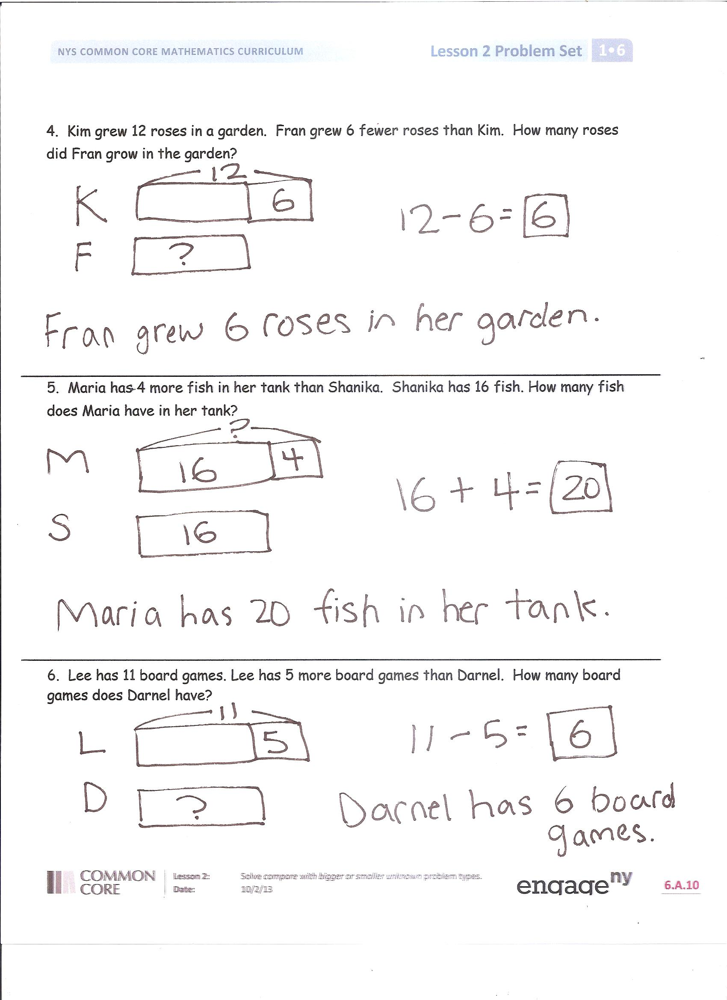 NYS COMMON CORE MATHEMATICS CURRICULUM
Lesson 2 Problem Set 1•6
4. Kim grew 12 roses in a garden. Fran grew 6 fewer roses than Kim. How many roses
did Fran grow in the garden?
12
K 6
12 - 6 = 6
F ?
Fran grew 6 roses in her garden.
5. Maria has 4 more fish in her tank than Shanika. Shanika has 16 fish. How many fish
does Maria have in her tank?
?
M 16 4
16 + 4 = 20
S 16
Maria has 20 fish in her tank.
6. Lee has 11 board games. Lee has 5 more board games than Darnel. How many board
games does Darnel have?
11
L 5
11 - 5 = 6
D ?
Darnel has 6 board
games.
COMMON
CORE
Lesson 2: Solve compare with bigger or smaller unknown problem types.
Date: 10/2/13
engage ny
6.A.10